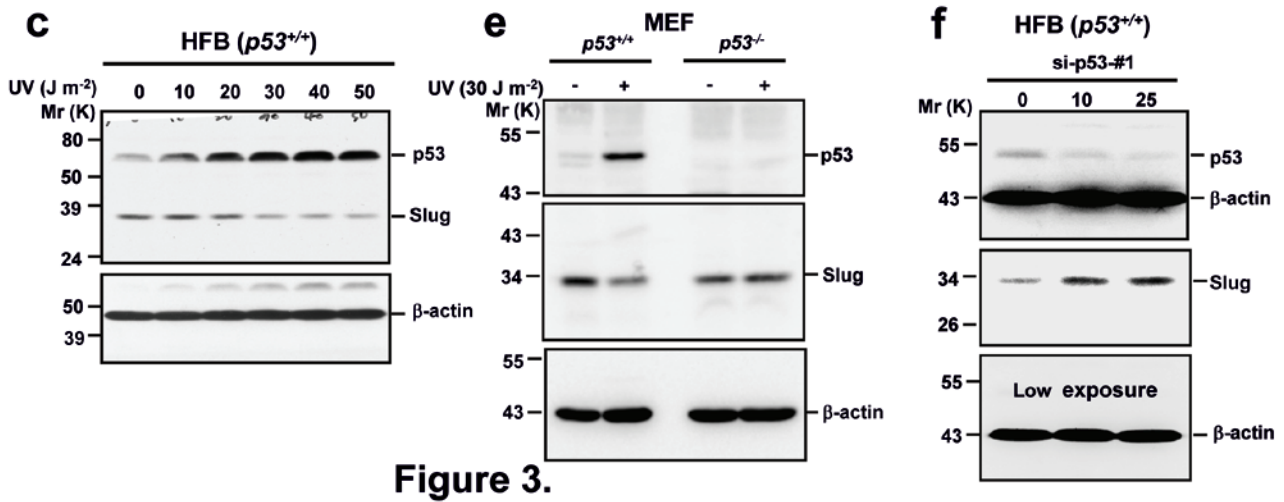 c
HFB (p53+/+)
UV (J m-2) 0 10 20 30 40 50
Mr (K)
80
p53
50
39
Slug
24
50
β-actin
39
e
MEF
p53+/+ p53-/-
UV (30 J m-2) - + - +
Mr (K)
55
p53
43
43
34
Slug
55
43
β-actin
f
HFB (p53+/+)
si-p53-#1
Mr (K) 0 10 25
55
p53
43
β-actin
34
Slug
26
55
Low exposure
43
β-actin
Figure 3.